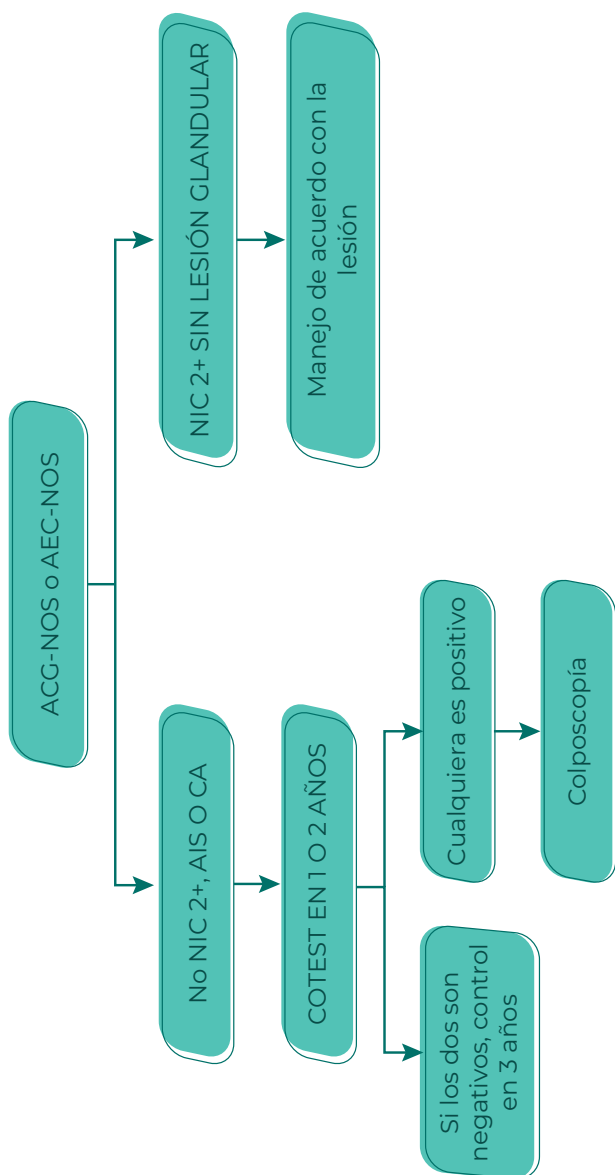 ACG-NOS o AEC-NOS
No NIC 2+, AIS O CA
NIC 2+ SIN LESIÓN GLANDULAR
COTEST EN 1 O 2 AÑOS
Manejo de acuerdo con la
lesión
Si los dos son
negativos, control
en 3 años
Cualquiera es positivo
Colposcopía